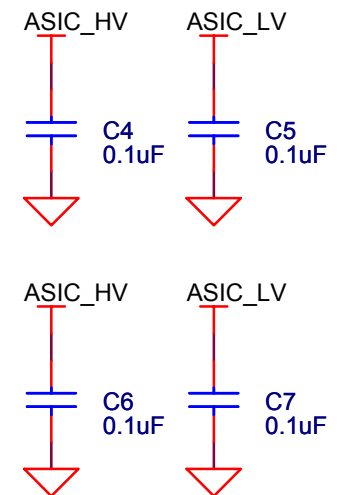 ASIC_HV ASIC_LV
C4 C5
0.1uF 0.1uF
ASIC_HV ASIC_LV
C6 C7
0.1uF 0.1uF